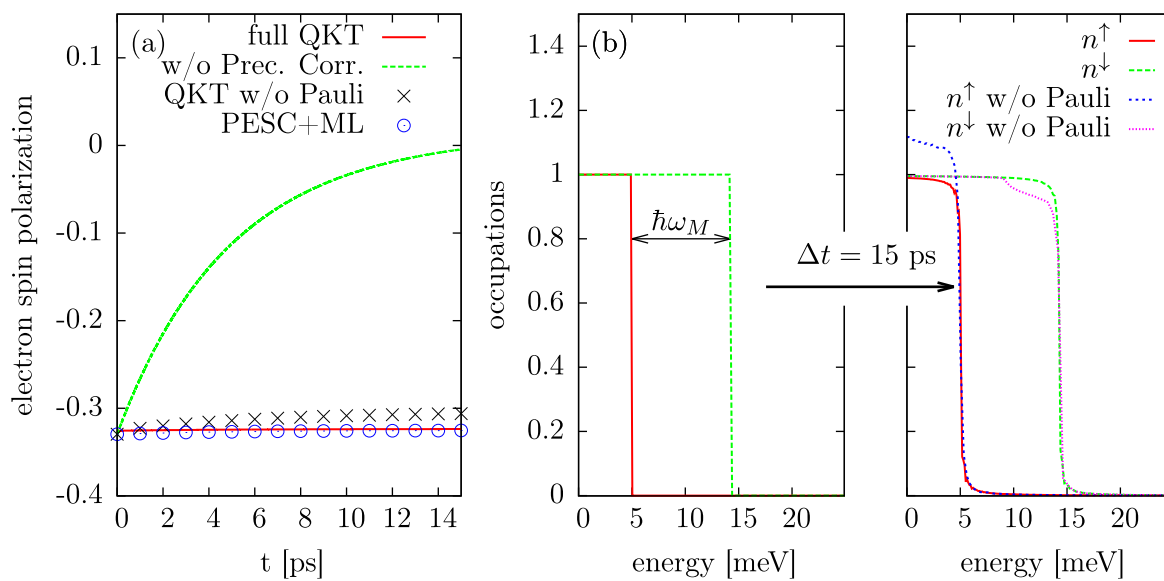 (a)
full QKT
w/o Prec. Corr.
QKT w/o Pauli
PESC+ML
electron spin polarization
0.1
0
-0.1
-0.2
-0.3
-0.4
0 2 4 6 8 10 12 14
t [ps]
(b)
occupations
1.4
1.2
1
0.8
0.6
0.4
0.2
0
ℏω_M
0 5 10 15 20
energy [meV]
Δt = 15 ps
n↑
n↓
n↑ w/o Pauli
n↓ w/o Pauli
0 5 10 15 20
energy [meV]